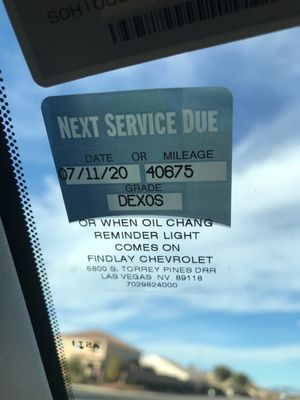 NEXT SERVICE DUE
DATE OR MILEAGE
07/11/20 40675
GRADE
DEXOS
OR WHEN OIL CHANG
REMINDER LIGHT
COMES ON
FINDLAY CHEVROLET
6800 S. TORREY PINES DRR
LAS VEGAS NV 89118
7029824000